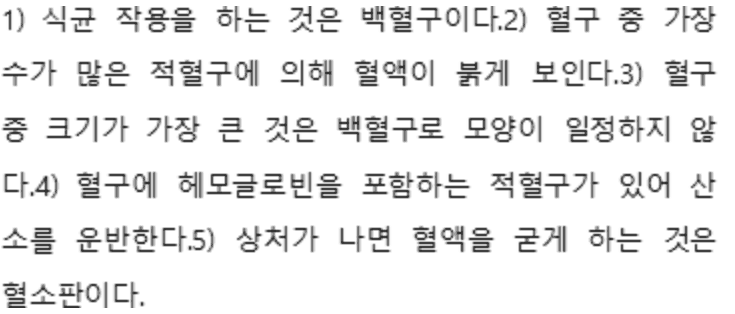 1) 식균 작용을 하는 것은 백혈구이다.2) 혈구 중 가장
수가 많은 적혈구에 의해 혈액이 붉게 보인다.3) 혈구
중 크기가 가장 큰 것은 백혈구로 모양이 일정하지 않
다.4) 혈구에 헤모글로빈을 포함하는 적혈구가 있어 산
소를 운반한다.5) 상처가 나면 혈액을 굳게 하는 것은
혈소판이다.